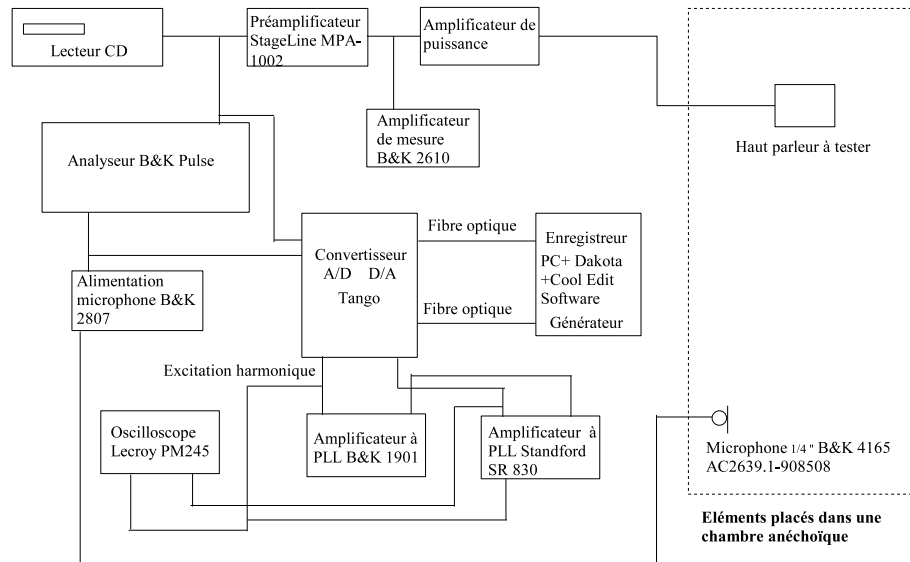 Lecteur CD
Préamplificateur
StageLine MPA-
1002
Amplificateur de
puissance
Amplificateur
de mesure
B&K 2610
Haut parleur à tester
Analyseur B&K Pulse
Alimentation
microphone B&K
2807
Convertisseur
A/D D/A
Tango
Fibre optique
Fibre optique
Enregistreur
PC+ Dakota
+Cool Edit
Software
Générateur
Excitation harmonique
Oscilloscope
Lecroy PM245
Amplificateur à
PLL B&K 1901
Amplificateur à
PLL Standford
SR 830
Microphone 1/4 " B&K 4165
AC2639.1-908508
Eléments placés dans une
chambre anéchoïque